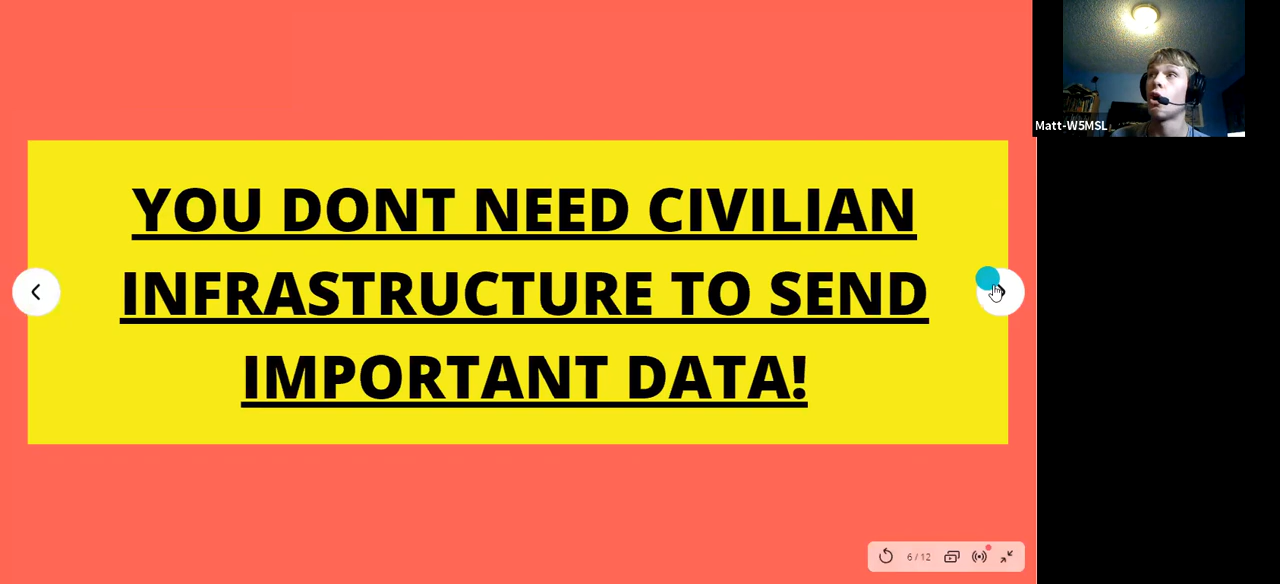 YOU DONT NEED CIVILIAN
INFRASTRUCTURE TO SEND
IMPORTANT DATA!
Matt-W5MSL
6 / 12